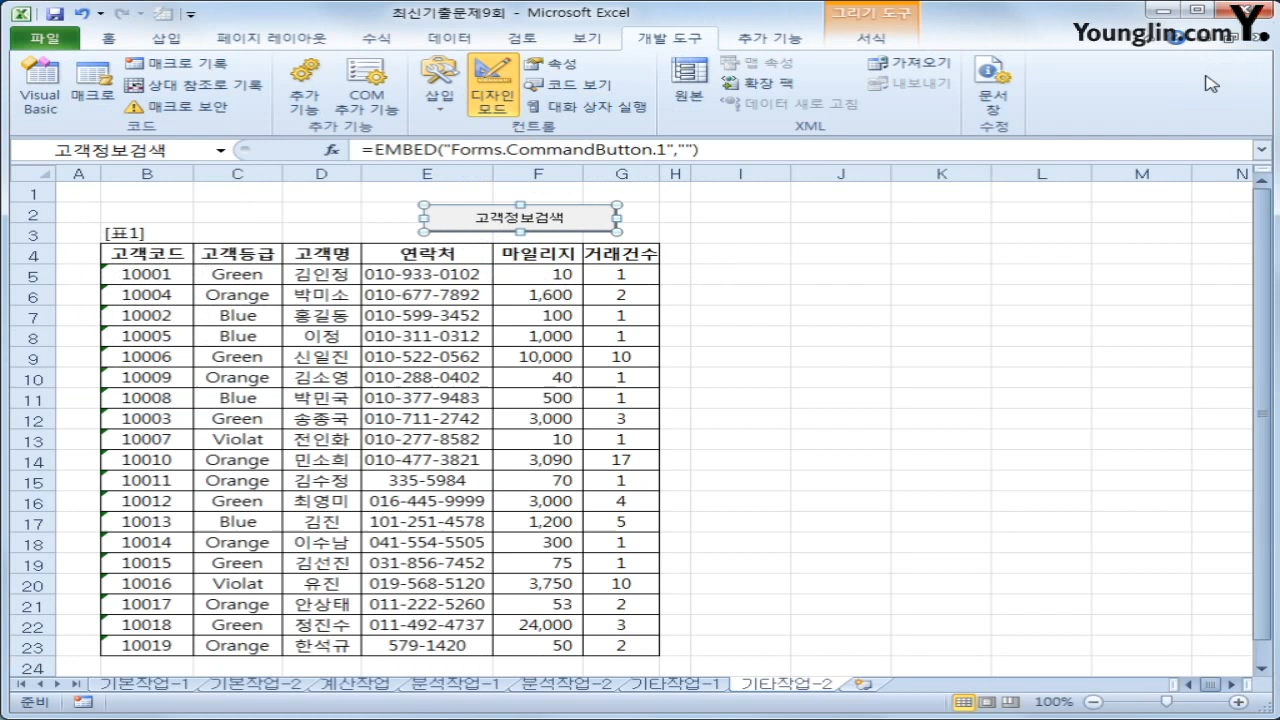 최신기출문제9회 - Microsoft Excel
그리기 도구
Younglin.com Y.
파일 홈 삽입 페이지 레이아웃 수식 데이터 검토 보기 개발 도구 추가 기능 서식
Visual Basic
매크로
매크로 기록
상대 참조로 기록
매크로 보안
코드
추가 기능
COM 추가 기능
추가 기능
삽입
디자인 모드
속성
코드 보기
대화 상자 실행
컨트롤
원본
맵 속성
확장 팩
데이터 새로 고침
가져오기
내보내기
XML
문서 창
수정
고객정보검색 fx =EMBED("Forms.CommandButton.1","")
A B C D E F G H I J K L M N
1
2 고객정보검색
3 [표1]
4 고객코드 고객등급 고객명 연락처 마일리지 거래건수
5 10001 Green 김인정 010-933-0102 10 1
6 10004 Orange 박미소 010-677-7892 1,600 2
7 10002 Blue 홍길동 010-599-3452 100 1
8 10005 Blue 이정 010-311-0312 1,000 1
9 10006 Green 신일진 010-522-0562 10,000 10
10 10009 Orange 김소영 010-288-0402 40 1
11 10008 Blue 박민국 010-377-9483 500 1
12 10003 Green 송종국 010-711-2742 3,000 3
13 10007 Violat 전인화 010-277-8582 10 1
14 10010 Orange 민소희 010-477-3821 3,090 17
15 10011 Orange 김수정 335-5984 70 1
16 10012 Green 최영미 016-445-9999 3,000 4
17 10013 Blue 김진 101-251-4578 1,200 5
18 10014 Orange 이수남 041-554-5505 300 1
19 10015 Green 김선진 031-856-7452 75 1
20 10016 Violat 유진 019-568-5120 3,750 10
21 10017 Orange 안상태 011-222-5260 53 2
22 10018 Green 정진수 011-492-4737 24,000 3
23 10019 Orange 한석규 579-1420 50 2
24
기본작업-1 기본작업-2 계산작업 분석작업-1 분석작업-2 기타작업-1 기타작업-2
준비 100%